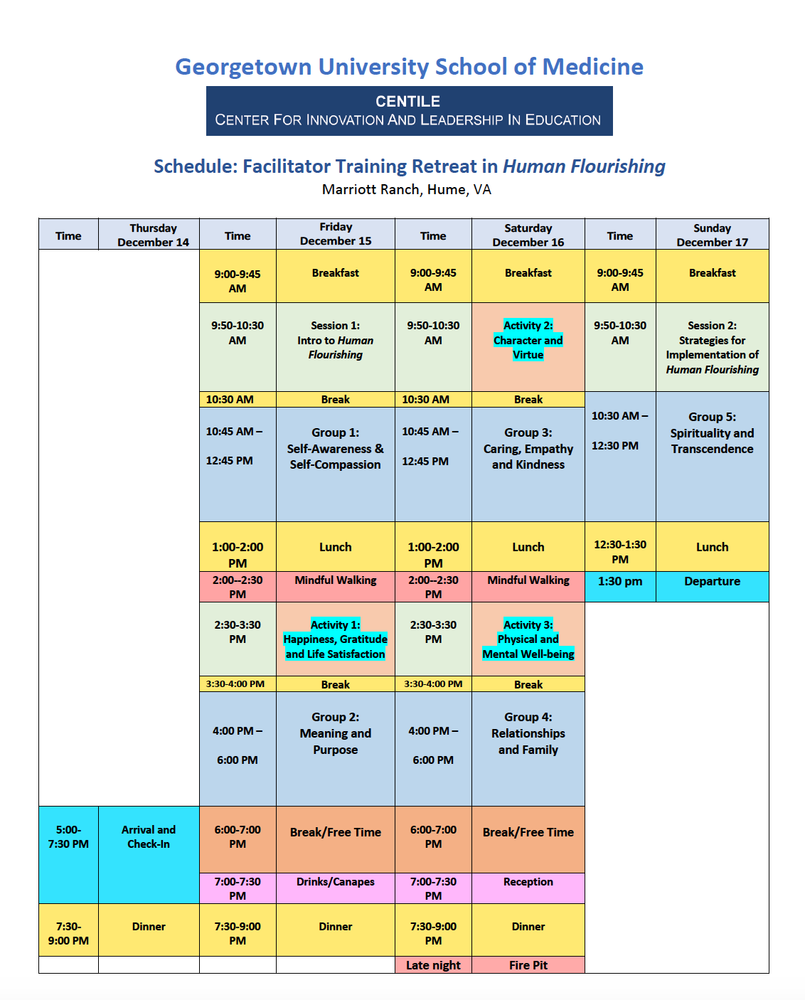 Georgetown University School of Medicine
CENTILE
CENTER FOR INNOVATION AND LEADERSHIP IN EDUCATION
Schedule: Facilitator Training Retreat in Human Flourishing
Marriott Ranch, Hume, VA
Time
Thursday
December 14
Time
Friday
December 15
Time
Saturday
December 16
Time
Sunday
December 17
9:00-9:45
AM
Breakfast
9:00-9:45
AM
Breakfast
9:00-9:45
AM
Breakfast
9:50-10:30
AM
Session 1:
Intro to Human
Flourishing
9:50-10:30
AM
Activity 2:
Character and
Virtue
9:50-10:30
AM
Session 2:
Strategies for
Implementation of
Human Flourishing
10:30 AM
Break
10:30 AM
Break
10:30 AM –
12:30 PM
Group 5:
Spirituality and
Transcendence
10:45 AM –
12:45 PM
Group 1:
Self-Awareness &
Self-Compassion
10:45 AM –
12:45 PM
Group 3:
Caring, Empathy
and Kindness
1:00-2:00
PM
Lunch
1:00-2:00
PM
Lunch
12:30-1:30
PM
Lunch
2:00--2:30
PM
Mindful Walking
2:00--2:30
PM
Mindful Walking
1:30 pm
Departure
2:30-3:30
PM
Activity 1:
Happiness, Gratitude
and Life Satisfaction
2:30-3:30
PM
Activity 3:
Physical and
Mental Well-being
3:30-4:00 PM
Break
3:30-4:00 PM
Break
4:00 PM –
6:00 PM
Group 2:
Meaning and
Purpose
4:00 PM –
6:00 PM
Group 4:
Relationships
and Family
5:00-
7:30 PM
Arrival and
Check-In
6:00-7:00
PM
Break/Free Time
6:00-7:00
PM
Break/Free Time
7:00-7:30
PM
Drinks/Canapes
7:00-7:30
PM
Reception
7:30-
9:00 PM
Dinner
7:30-9:00
PM
Dinner
7:30-9:00
PM
Dinner
Late night
Fire Pit